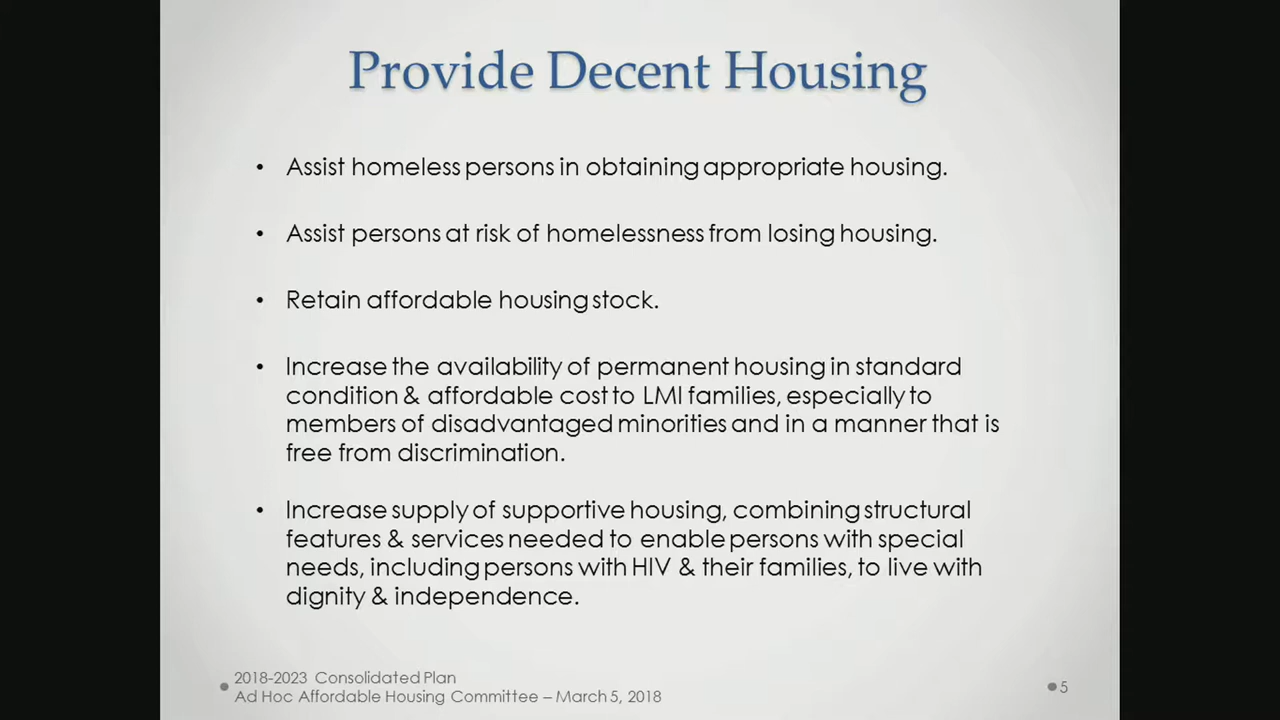 Provide Decent Housing
• Assist homeless persons in obtaining appropriate housing.
• Assist persons at risk of homelessness from losing housing.
• Retain affordable housing stock.
• Increase the availability of permanent housing in standard
condition & affordable cost to LMI families, especially to
members of disadvantaged minorities and in a manner that is
free from discrimination.
• Increase supply of supportive housing, combining structural
features & services needed to enable persons with special
needs, including persons with HIV & their families, to live with
dignity & independence.
2018-2023 Consolidated Plan
Ad Hoc Affordable Housing Committee – March 5, 2018
5